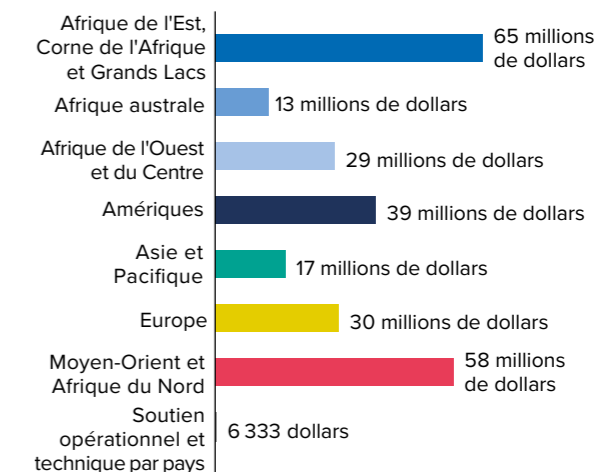 Afrique de l'Est,
Corne de l'Afrique
et Grands Lacs
65 millions
de dollars
Afrique australe
13 millions de dollars
Afrique de l'Ouest
et du Centre
29 millions de dollars
Amériques
39 millions de dollars
Asie et
Pacifique
17 millions de dollars
Europe
30 millions de dollars
Moyen-Orient et
Afrique du Nord
58 millions
de dollars
Soutien
opérationnel et
technique par pays
6 333 dollars